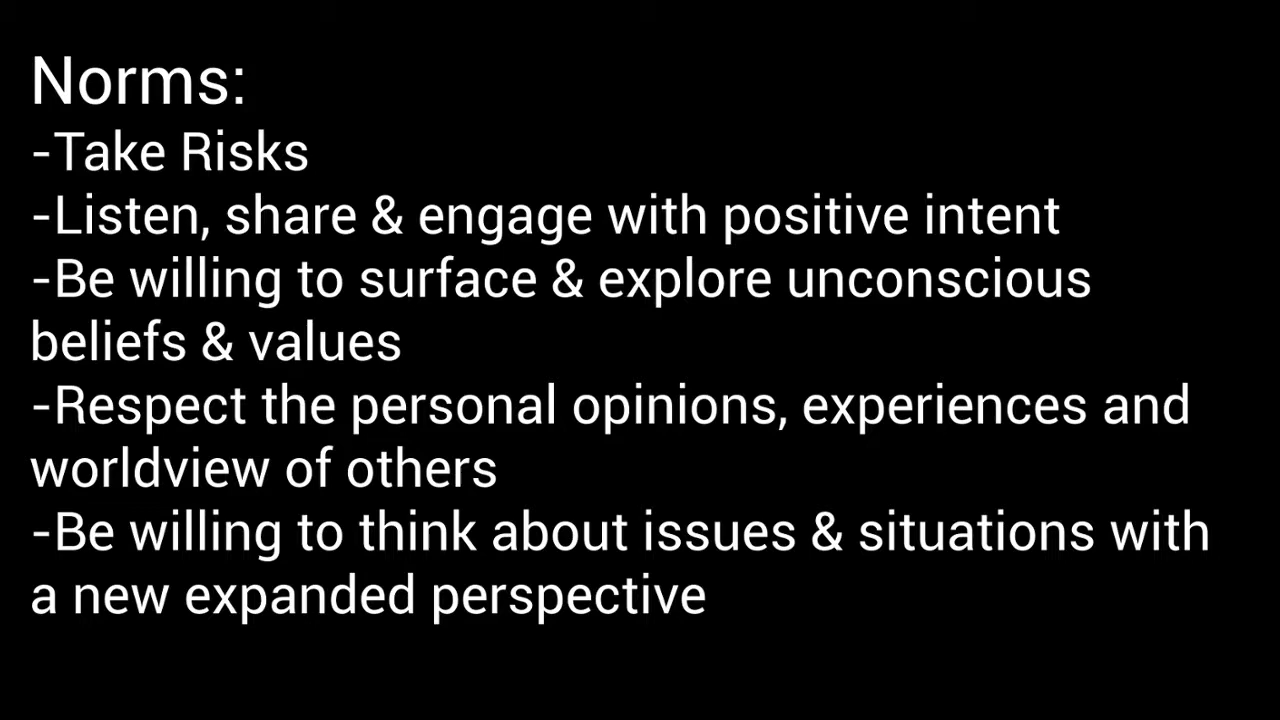 Norms:
-Take Risks
-Listen, share & engage with positive intent
-Be willing to surface & explore unconscious
beliefs & values
-Respect the personal opinions, experiences and
worldview of others
-Be willing to think about issues & situations with
a new expanded perspective